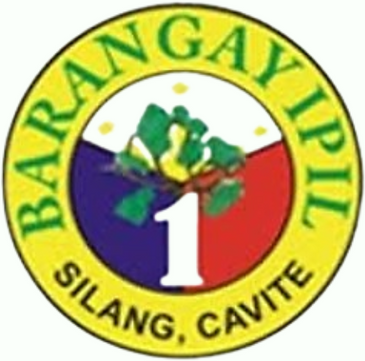 BARANGAY IPIL
1
SILANG, CAVITE